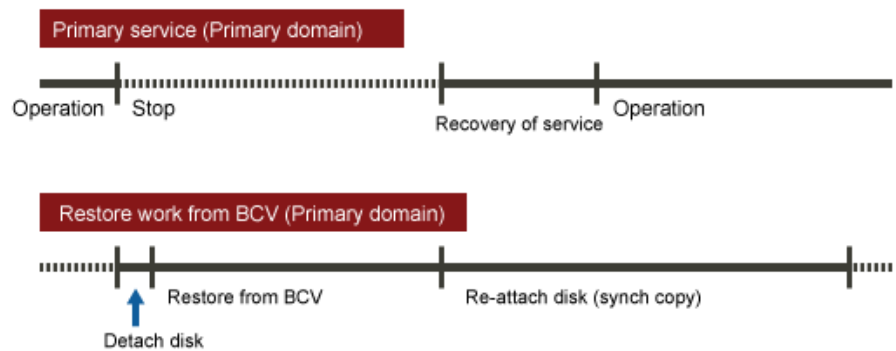 Primary service (Primary domain)
Operation
Stop
Recovery of service
Operation
Restore work from BCV (Primary domain)
Restore from BCV
Re-attach disk (synch copy)
Detach disk